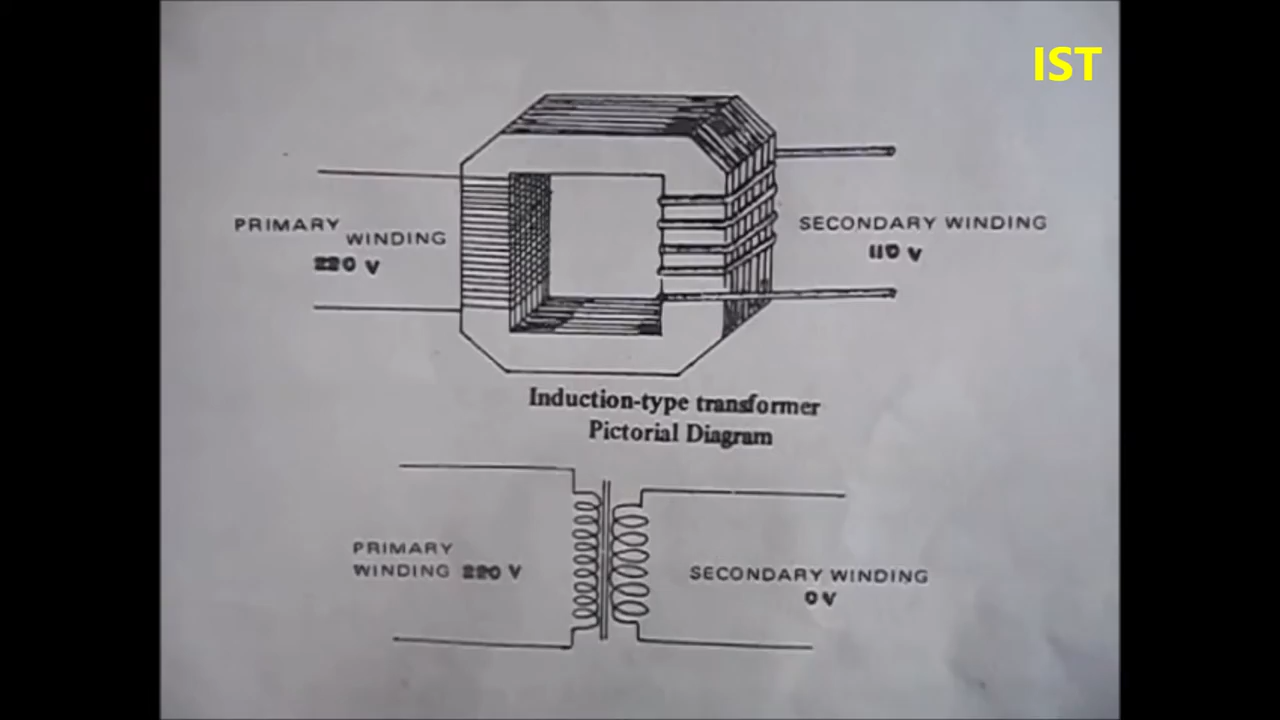 IST
PRIMARY
WINDING
220 V
SECONDARY WINDING
110 V
Induction-type transformer
Pictorial Diagram
PRIMARY
WINDING 220 V
SECONDARY WINDING
0 V